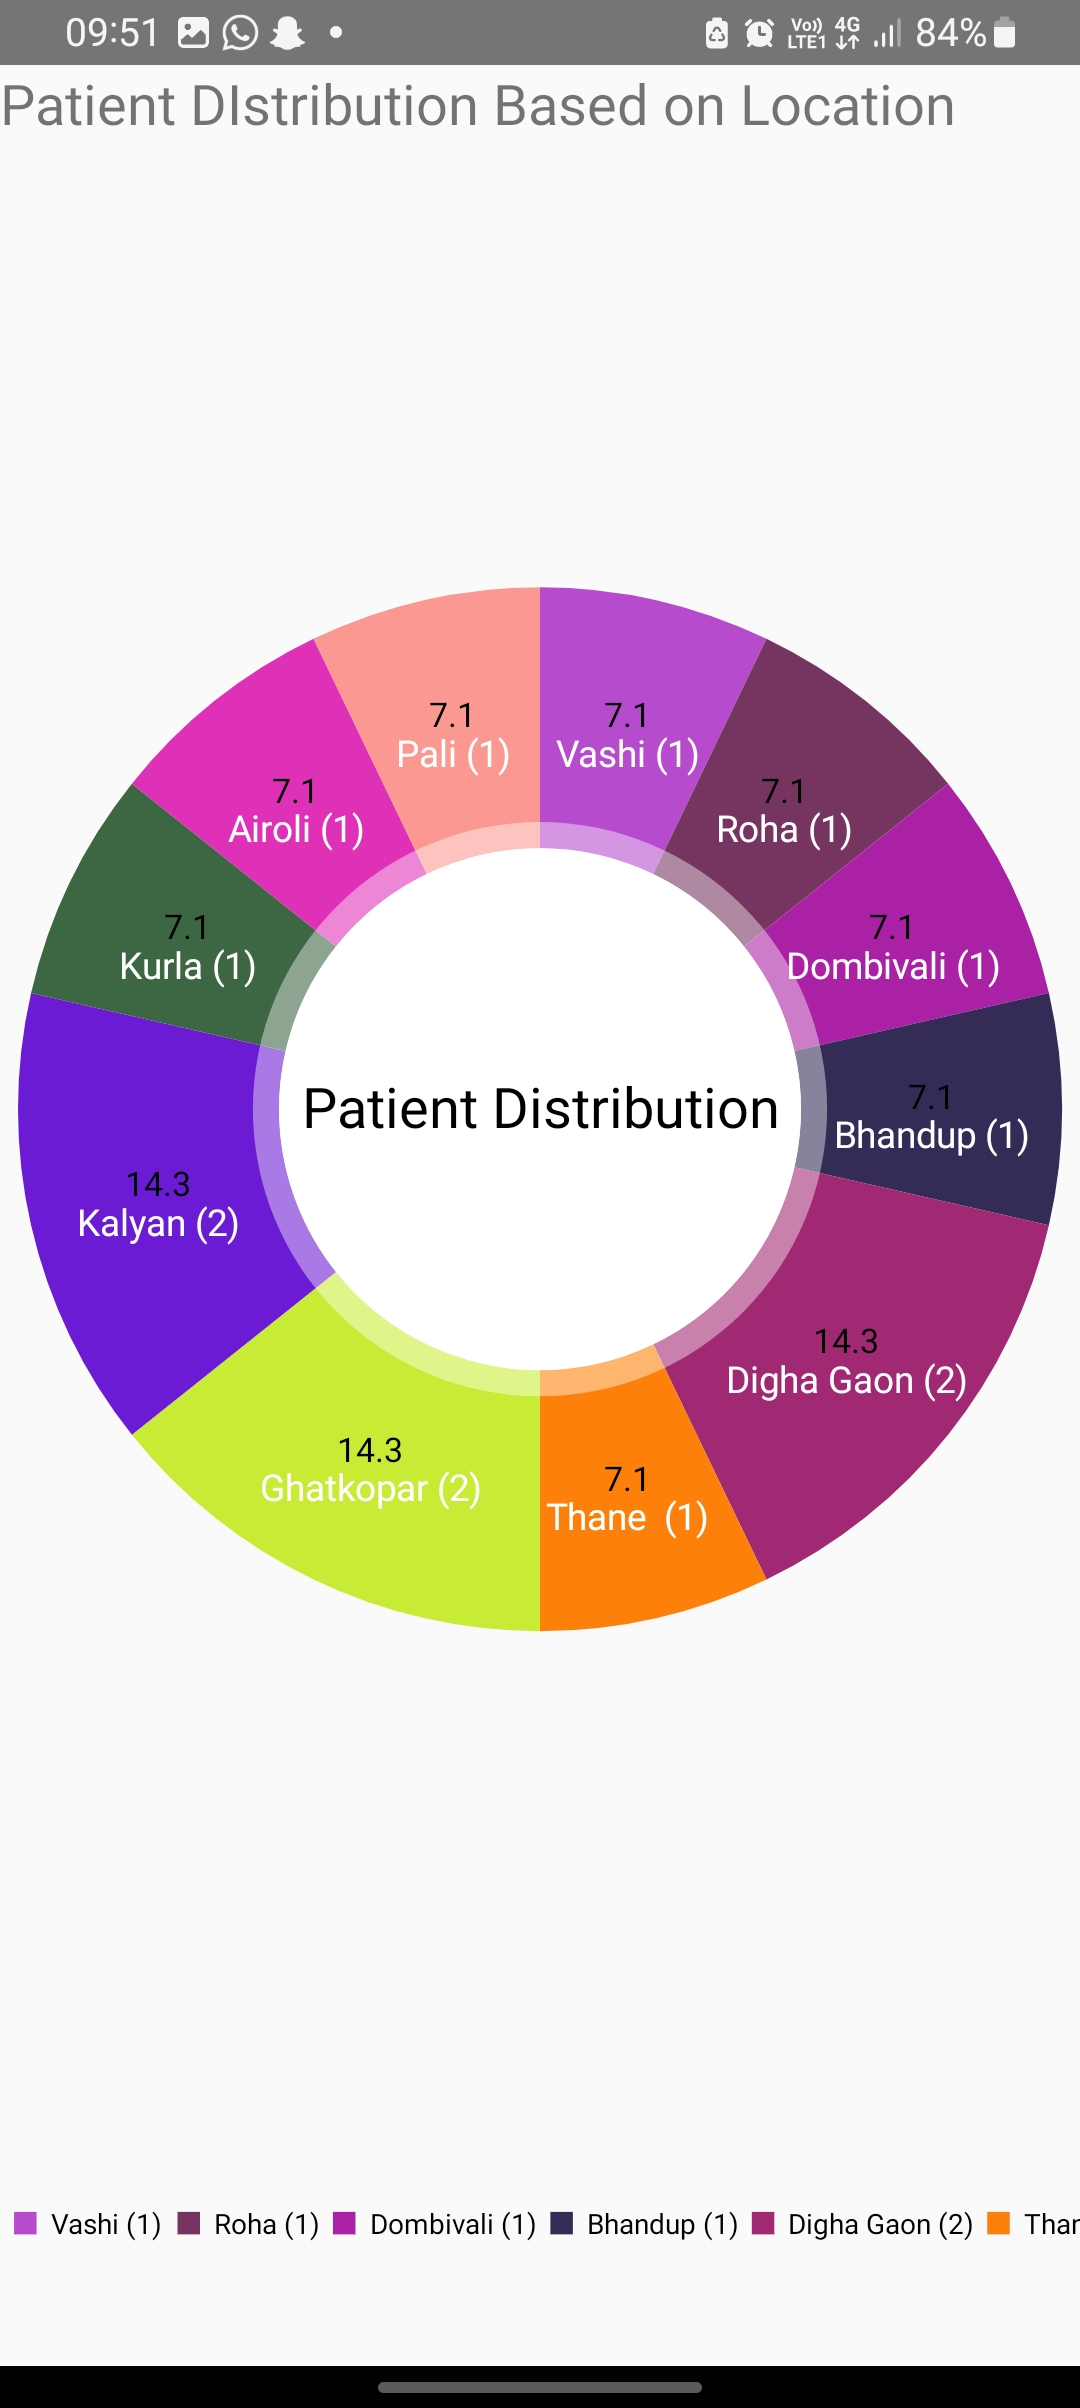 09:51 Vo)) LTE1 4G 84%
Patient DIstribution Based on Location
7.1
Pali (1)
7.1
Vashi (1)
7.1
Airoli (1)
7.1
Roha (1)
7.1
Kurla (1)
7.1
Dombivali (1)
Patient Distribution
7.1
Bhandup (1)
14.3
Kalyan (2)
14.3
Digha Gaon (2)
14.3
Ghatkopar (2)
7.1
Thane (1)
Vashi (1) Roha (1) Dombivali (1) Bhandup (1) Digha Gaon (2)